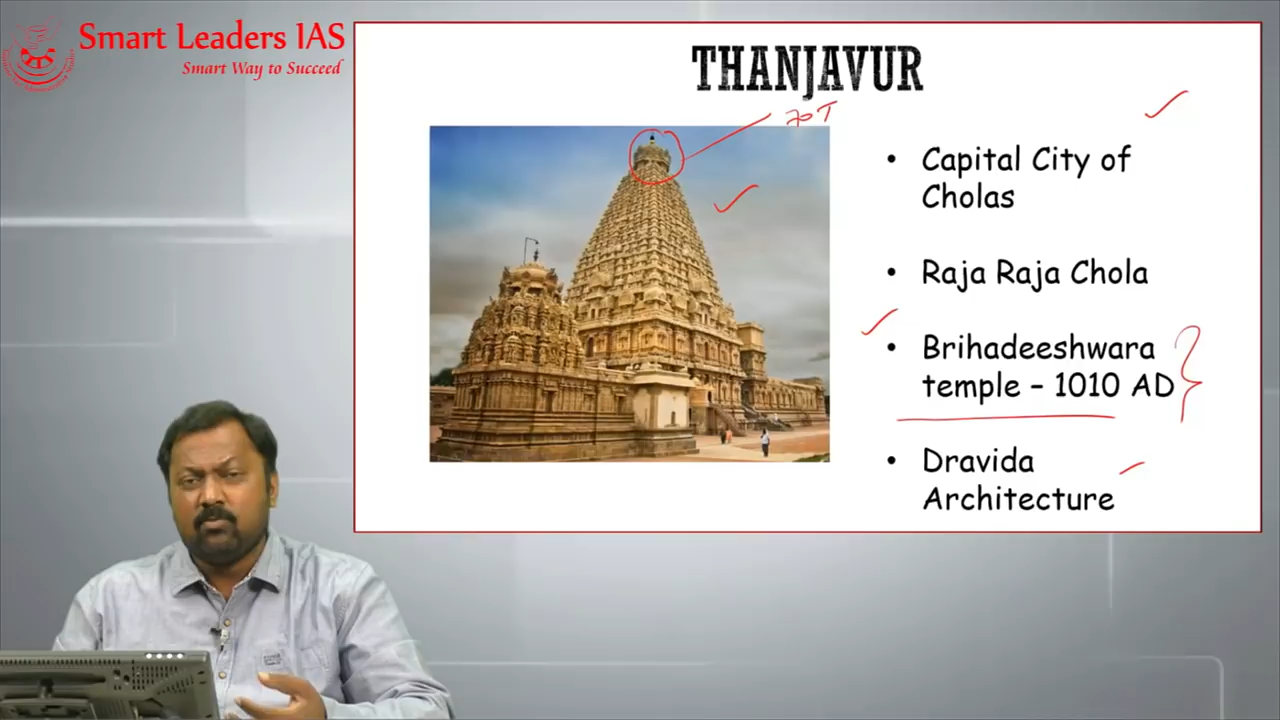 Smart Leaders IAS
Smart Way to Succeed
THANJAVUR
70T
• Capital City of
Cholas
• Raja Raja Chola
• Brihadeeshwara
temple – 1010 AD
• Dravida
Architecture